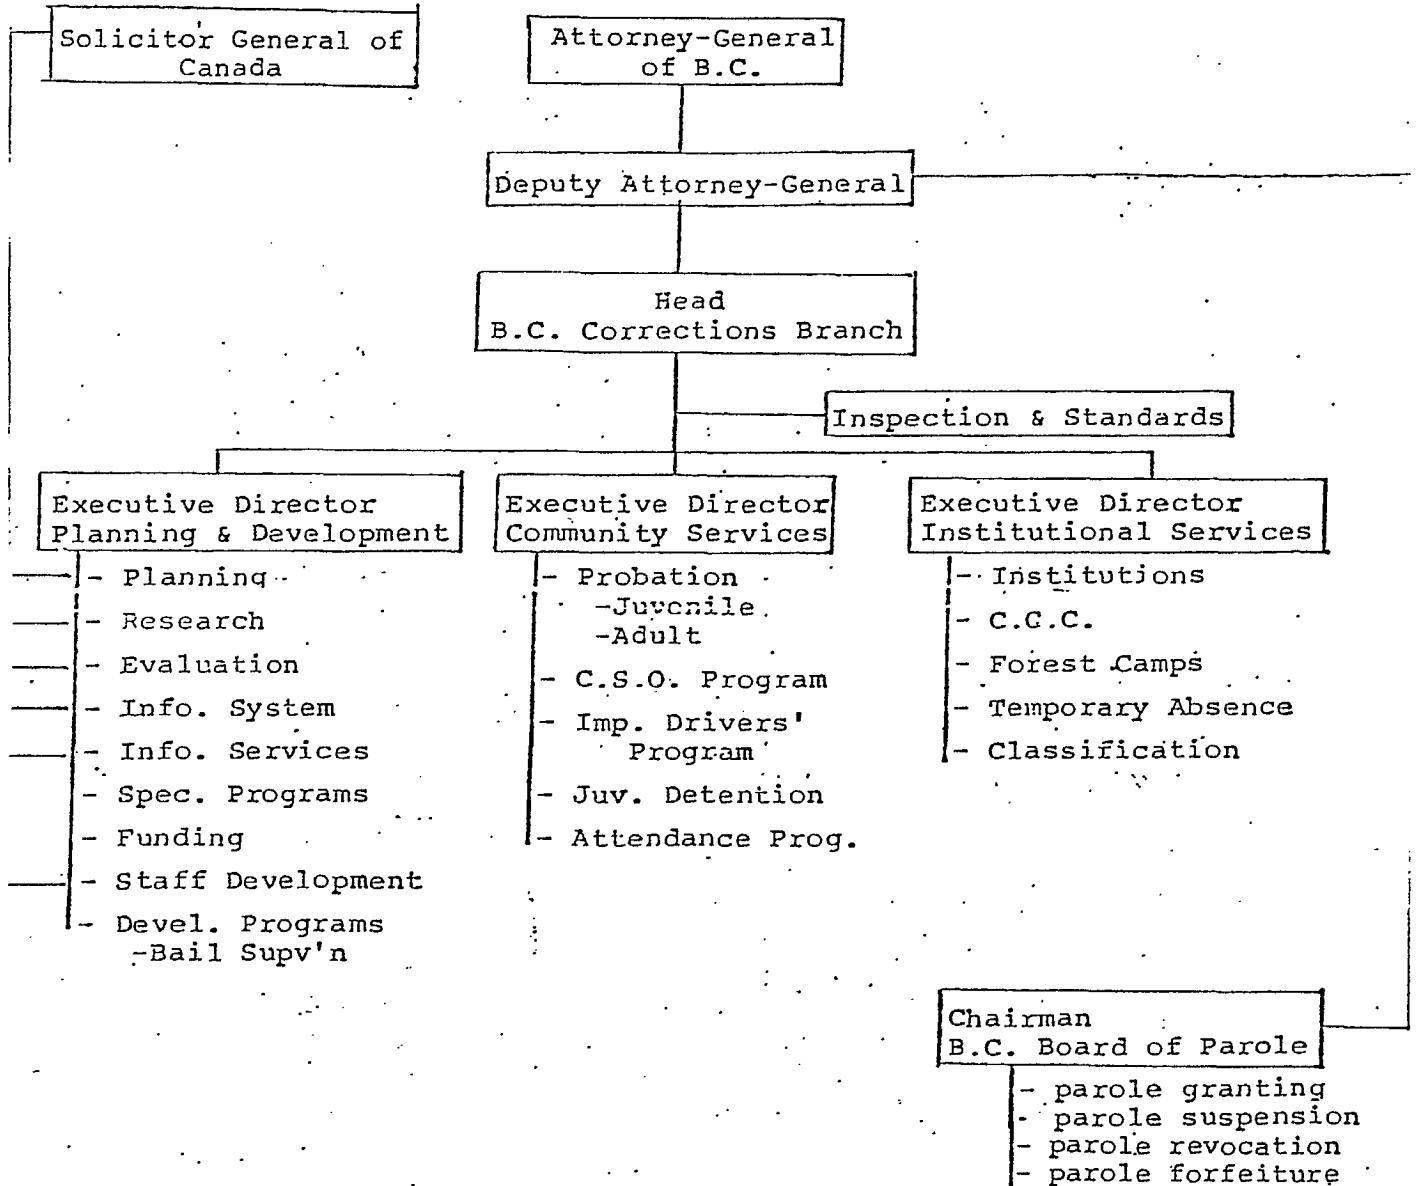 Solicitor General of
Canada
Attorney-General
of B.C.
Deputy Attorney-General
Head
B.C. Corrections Branch
Inspection & Standards
Executive Director
Planning & Development
- Planning
- Research
- Evaluation
- Info. System
- Info. Services
- Spec. Programs
- Funding
- Staff Development
- Devel. Programs
-Bail Supv'n
Executive Director
Community Services
- Probation
-Juvenile
-Adult
- C.S.O. Program
- Imp. Drivers'
Program
- Juv. Detention
- Attendance Prog.
Executive Director
Institutional Services
- Institutions
- C.C.C.
- Forest Camps
- Temporary Absence
- Classification
Chairman
B.C. Board of Parole
- parole granting
- parole suspension
- parole revocation
- parole forfeiture